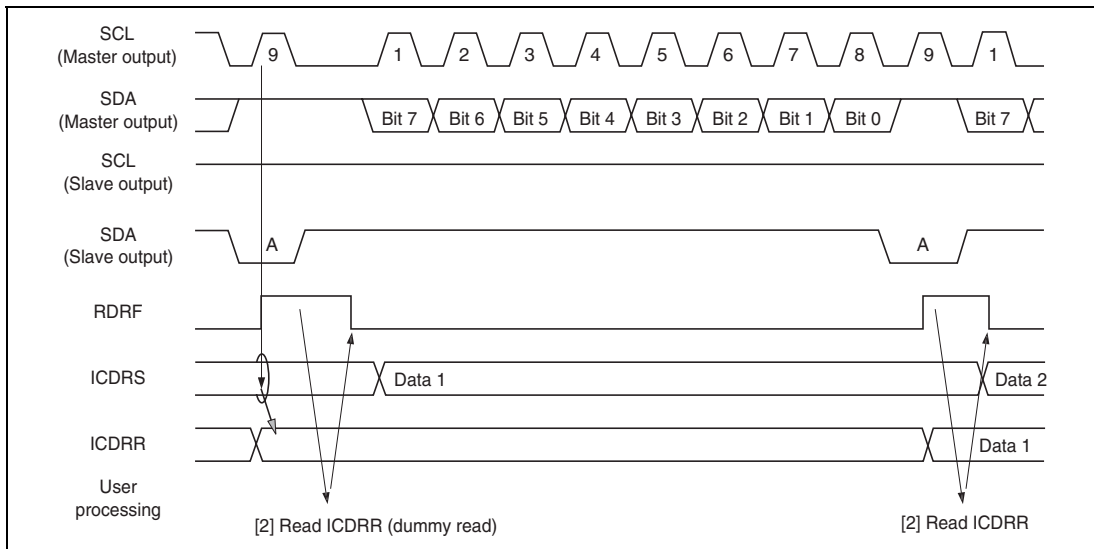 SCL
(Master output)
9 1 2 3 4 5 6 7 8 9 1
SDA
(Master output)
Bit 7 Bit 6 Bit 5 Bit 4 Bit 3 Bit 2 Bit 1 Bit 0 Bit 7
SCL
(Slave output)
SDA
(Slave output)
A A
RDRF
ICDRS
Data 1 Data 2
ICDRR
Data 1
User
processing
[2] Read ICDRR (dummy read) [2] Read ICDRR